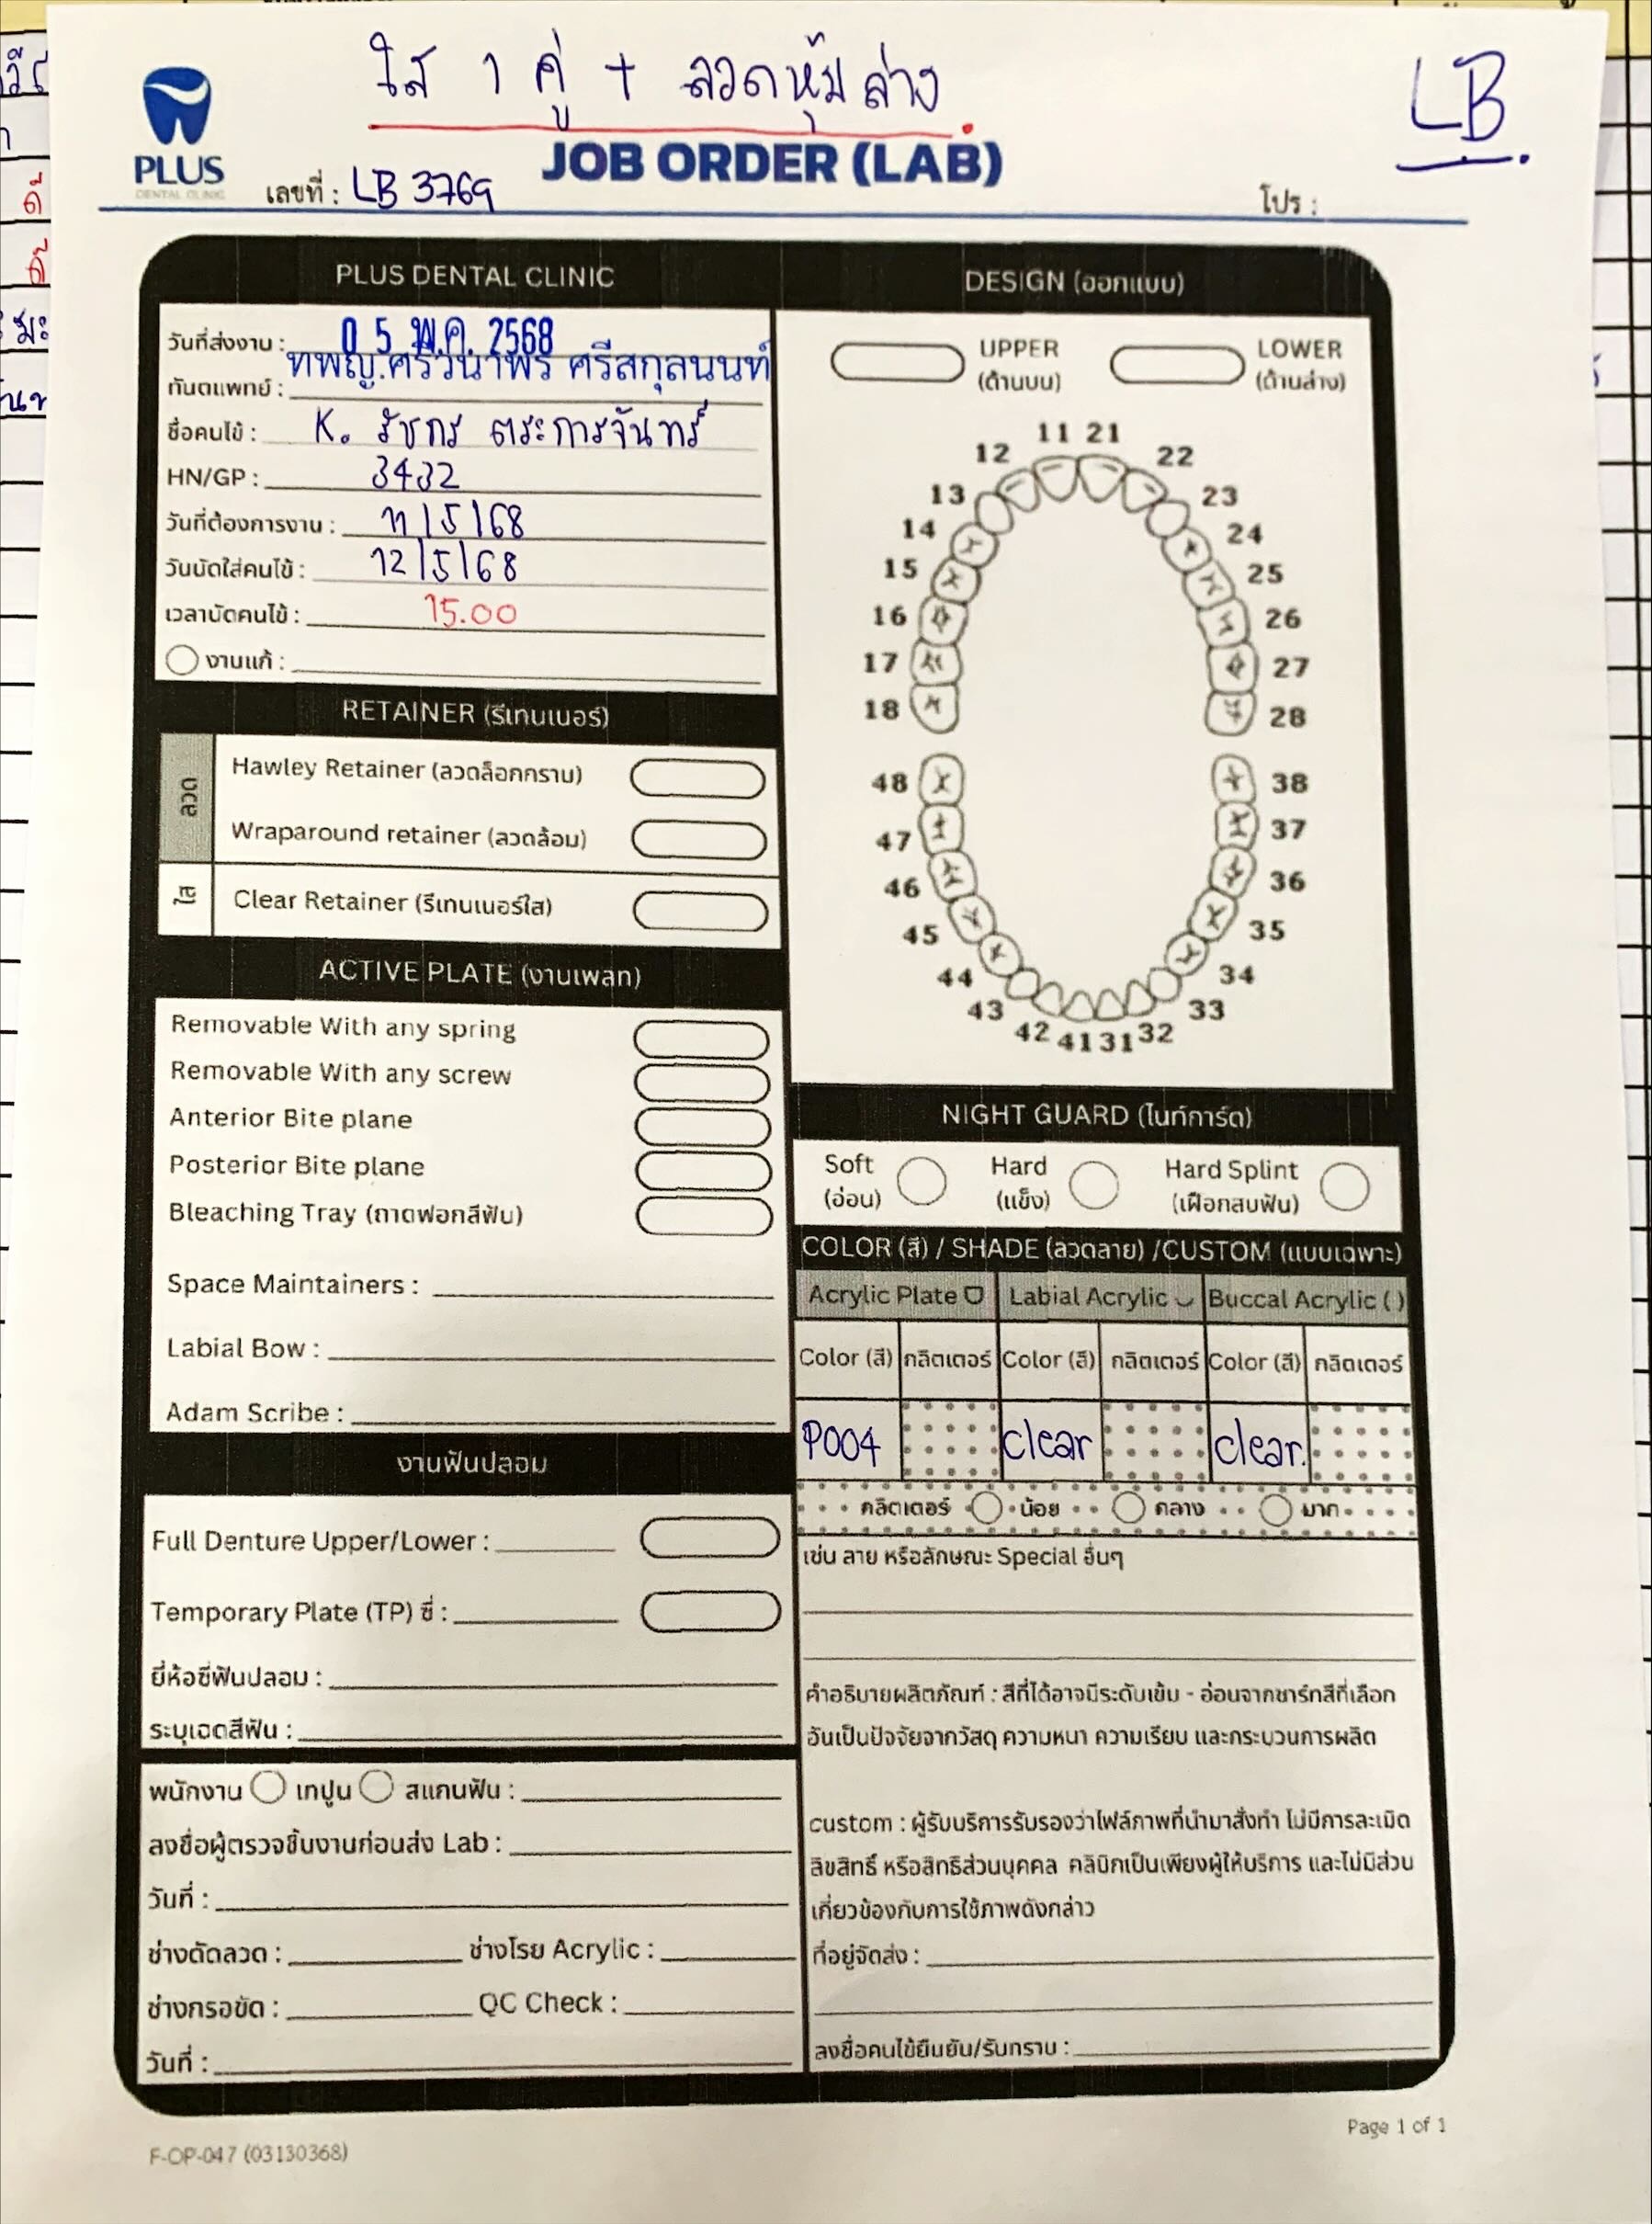 ใส 1 คู่ + ลวดหุ้มล่าง
LB
PLUS
DENTAL CLINIC
JOB ORDER (LAB)
เลขที่ : LB 3769
โปร :
PLUS DENTAL CLINIC
วันที่ส่งงาน : 05 พ.ค. 2568
ทันตแพทย์ : ทพญ. ศรีสกุลนนท์
ชื่อคนไข้ : K. รัชกร ตระการจันทร์
HN/GP : 3432
วันที่ต้องการงาน : 11/5/68
วันนัดใส่คนไข้ : 12/5/68
เวลานัดคนไข้ : 15.00
งานแก้ :
RETAINER (รีเทนเนอร์)
ลวด
Hawley Retainer (ลวดล็อกกราม)
Wraparound retainer (ลวดล้อม)
ใส
Clear Retainer (รีเทนเนอร์ใส)
ACTIVE PLATE (งานเพลท)
Removable With any spring
Removable With any screw
Anterior Bite plane
Posterior Bite plane
Bleaching Tray (ถาดฟอกสีฟัน)
Space Maintainers :
Labial Bow :
Adam Scribe :
งานฟันปลอม
Full Denture Upper/Lower :
Temporary Plate (TP) ซี่ :
ยี่ห้อซี่ฟันปลอม :
ระบุเฉดสีฟัน :
พนักงาน เทปูน สแกนฟัน :
ลงชื่อผู้ตรวจชิ้นงานก่อนส่ง Lab :
วันที่ :
ช่างดัดลวด : ช่างโรย Acrylic :
ช่างกรอขัด : QC Check :
วันที่ :
DESIGN (ออกแบบ)
UPPER (ด้านบน)
LOWER (ด้านล่าง)
11 21
12 22
13 23
14 24
15 25
16 26
17 27
18 28
48 38
47 37
46 36
45 35
44 34
43 33
42 41 31 32
NIGHT GUARD (ไนท์การ์ด)
Soft (อ่อน)
Hard (แข็ง)
Hard Splint (เฝือกสบฟัน)
COLOR (สี) / SHADE (ลวดลาย) /CUSTOM (แบบเฉพาะ)
Acrylic Plate Labial Acrylic Buccal Acrylic ( )
Color (สี) กลิตเตอร์ Color (สี) กลิตเตอร์ Color (สี) กลิตเตอร์
P004 clear clear.
กลิตเตอร์ น้อย กลาง มาก
เช่น ลาย หรือลักษณะ Special อื่นๆ
คำอธิบายผลิตภัณฑ์ : สีที่ได้อาจมีระดับเข้ม - อ่อนจากชาร์ทสีที่เลือก
อันเป็นปัจจัยจากวัสดุ ความหนา ความเรียบ และกระบวนการผลิต
custom : ผู้รับบริการรับรองว่าไฟล์ภาพที่นำมาสั่งทำ ไม่มีการละเมิด
ลิขสิทธิ์ หรือสิทธิส่วนบุคคล คลินิกเป็นเพียงผู้ให้บริการ และไม่มีส่วน
เกี่ยวข้องกับการใช้ภาพดังกล่าว
ที่อยู่จัดส่ง :
ลงชื่อคนไข้ยืนยัน/รับทราบ :
F-OP-047 (03130368)
Page 1 of 1